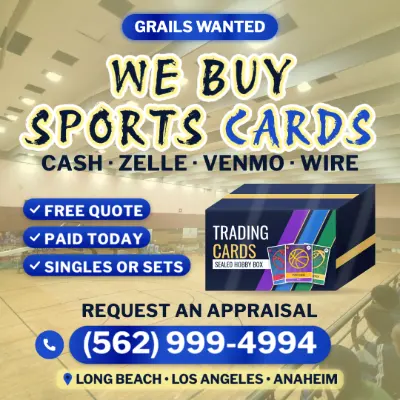 GRAILS WANTED
WE BUY
SPORTS CARDS
CASH · ZELLE · VENMO · WIRE
FREE QUOTE
PAID TODAY
SINGLES OR SETS
TRADING
CARDS
SEALED HOBBY BOX
REQUEST AN APPRAISAL
(562) 999-4994
LONG BEACH • LOS ANGELES • ANAHEIM